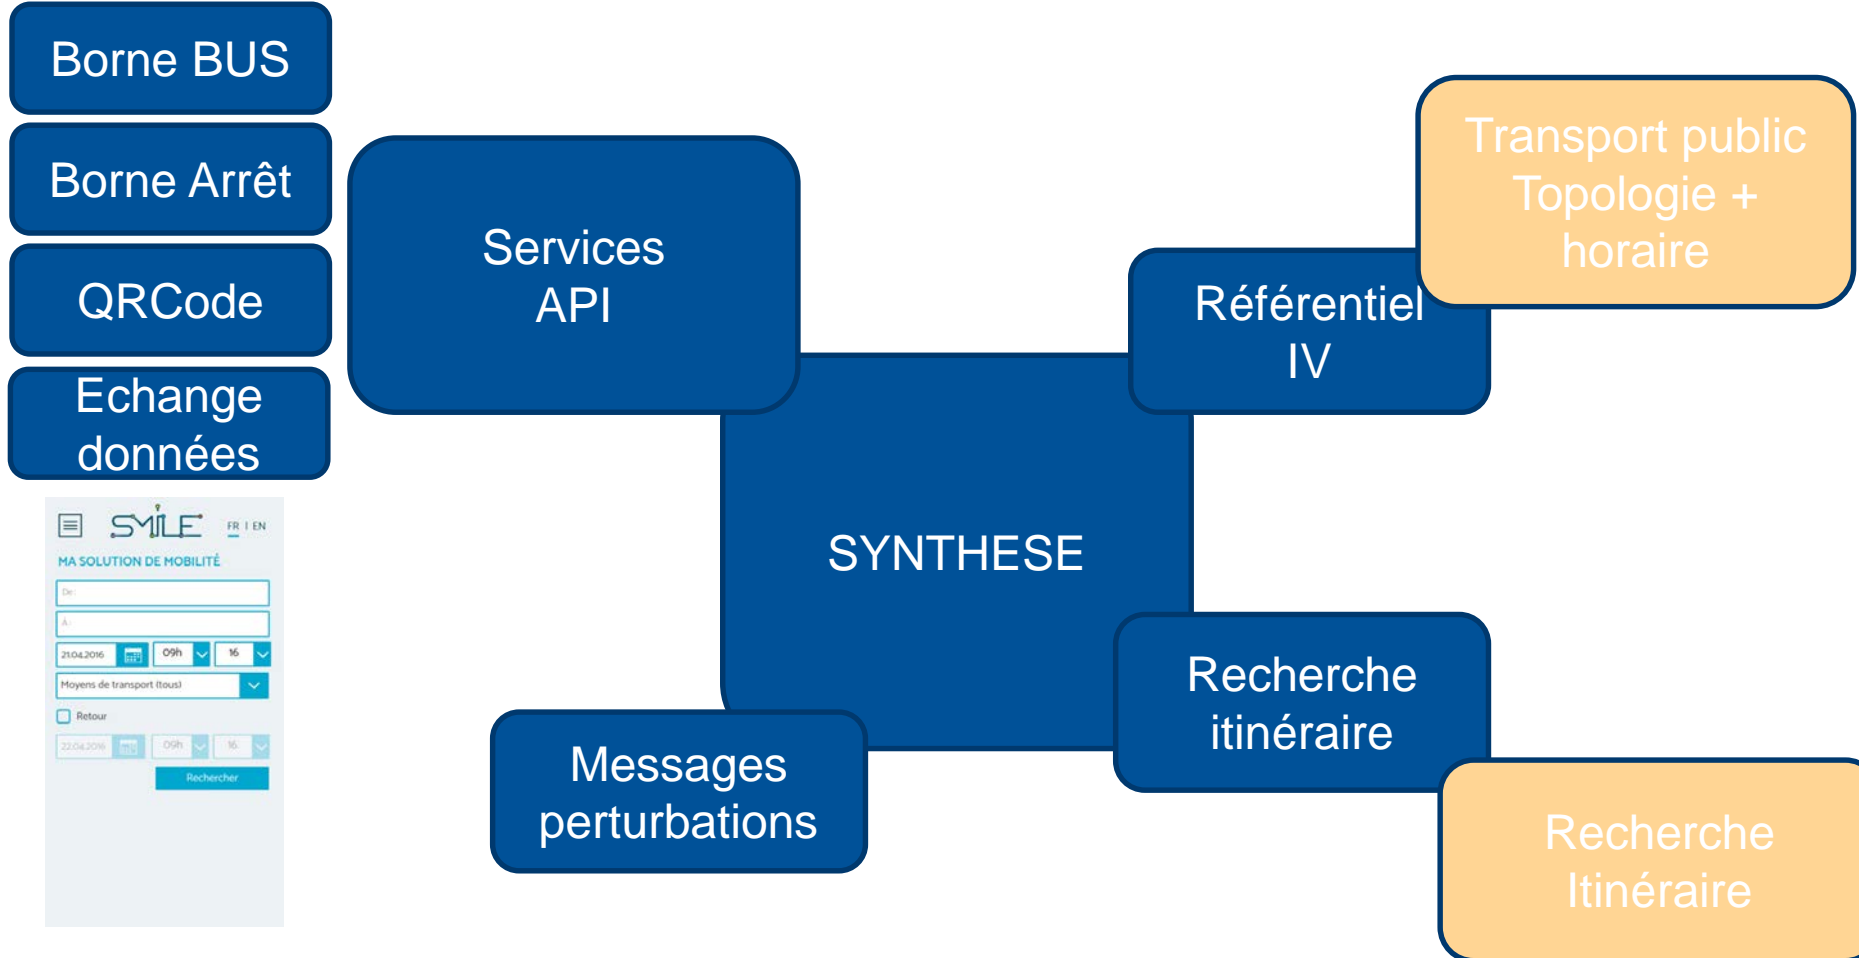 Borne BUS
Borne Arrêt
QRCode
Echange
données
SMILE
FR | EN
MA SOLUTION DE MOBILITÉ
De:
À:
21.04.2016
09h
16
Moyens de transport (tous)
Retour
22.04.2016
09h
16
Rechercher
Services
API
SYNTHESE
Messages
perturbations
Référentiel
IV
Transport public
Topologie +
horaire
Recherche
itinéraire
Recherche
Itinéraire